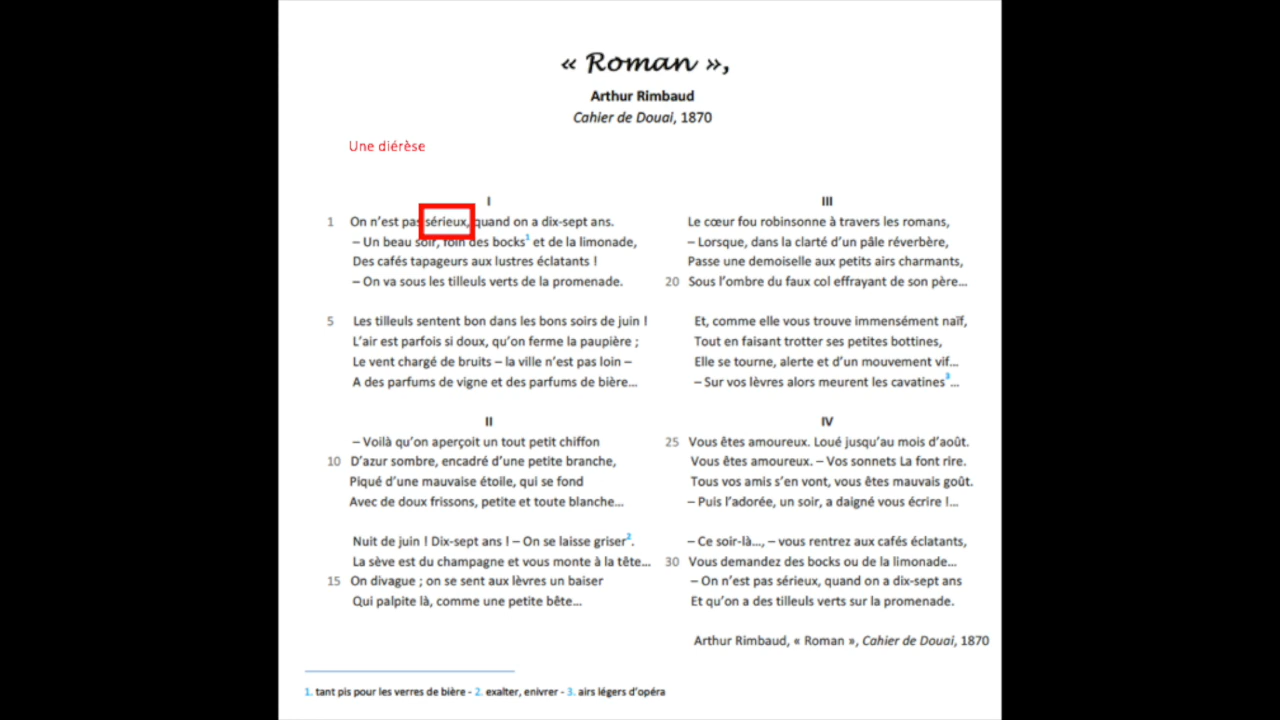 « Roman »,
Arthur Rimbaud
Cahier de Douai, 1870
Une diérèse
I
1 On n’est pas sérieux, quand on a dix-sept ans.
– Un beau soir, foin des bocks1 et de la limonade,
Des cafés tapageurs aux lustres éclatants !
– On va sous les tilleuls verts de la promenade.
5 Les tilleuls sentent bon dans les bons soirs de juin !
L’air est parfois si doux, qu’on ferme la paupière ;
Le vent chargé de bruits – la ville n’est pas loin –
A des parfums de vigne et des parfums de bière...
II
– Voilà qu’on aperçoit un tout petit chiffon
10 D’azur sombre, encadré d’une petite branche,
Piqué d’une mauvaise étoile, qui se fond
Avec de doux frissons, petite et toute blanche...
Nuit de juin ! Dix-sept ans ! – On se laisse griser2.
La sève est du champagne et vous monte à la tête...
15 On divague ; on se sent aux lèvres un baiser
Qui palpite là, comme une petite bête...
III
Le cœur fou robinsonne à travers les romans,
– Lorsque, dans la clarté d’un pâle réverbère,
Passe une demoiselle aux petits airs charmants,
20 Sous l’ombre du faux col effrayant de son père...
Et, comme elle vous trouve immensément naïf,
Tout en faisant trotter ses petites bottines,
Elle se tourne, alerte et d’un mouvement vif...
– Sur vos lèvres alors meurent les cavatines3...
IV
25 Vous êtes amoureux. Loué jusqu’au mois d’août.
Vous êtes amoureux. – Vos sonnets La font rire.
Tous vos amis s’en vont, vous êtes mauvais goût.
– Puis l’adorée, un soir, a daigné vous écrire !...
– Ce soir-là..., – vous rentrez aux cafés éclatants,
30 Vous demandez des bocks ou de la limonade...
– On n’est pas sérieux, quand on a dix-sept ans
Et qu’on a des tilleuls verts sur la promenade.
Arthur Rimbaud, « Roman », Cahier de Douai, 1870
1. tant pis pour les verres de bière - 2. exalter, enivrer - 3. airs légers d’opéra